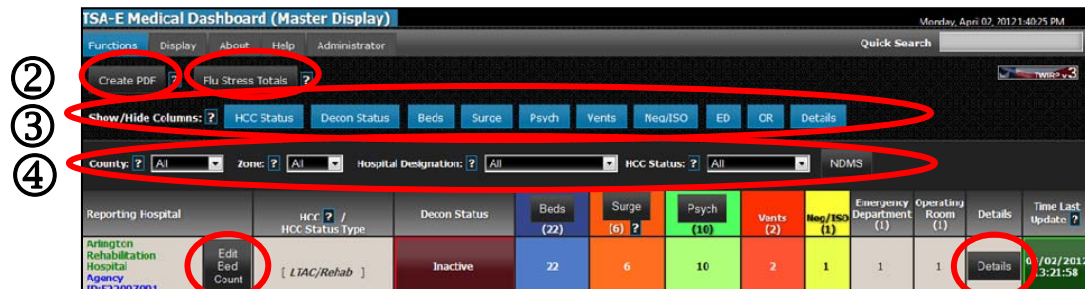 TSA-E Medical Dashboard (Master Display)
Monday, April 02, 2012 1:40:25 PM
Functions Display About Help Administrator Quick Search
② Create PDF ? Flu Stress Totals ? TWIRP v.3
③ Show/Hide Columns: ? HCC Status Decon Status Beds Surge Psych Vents Neg/ISO ED OR Details
④ County: ? All Zone: ? All Hospital Designation: ? All HCC Status: ? All NDMS
Reporting Hospital HCC ? / HCC Status Type Decon Status Beds (22) Surge (6) ? Psych (10) Vents (2) Neg/ISO (1) Emergency Department (1) Operating Room (1) Details Time Last Update ?
Arlington
Rehabilitation
Hospital
Agency
Edit
Bed
Count
[ LTAC/Rehab ] Inactive 22 6 10 2 1 1 1 Details
/02/2012
13:21:58